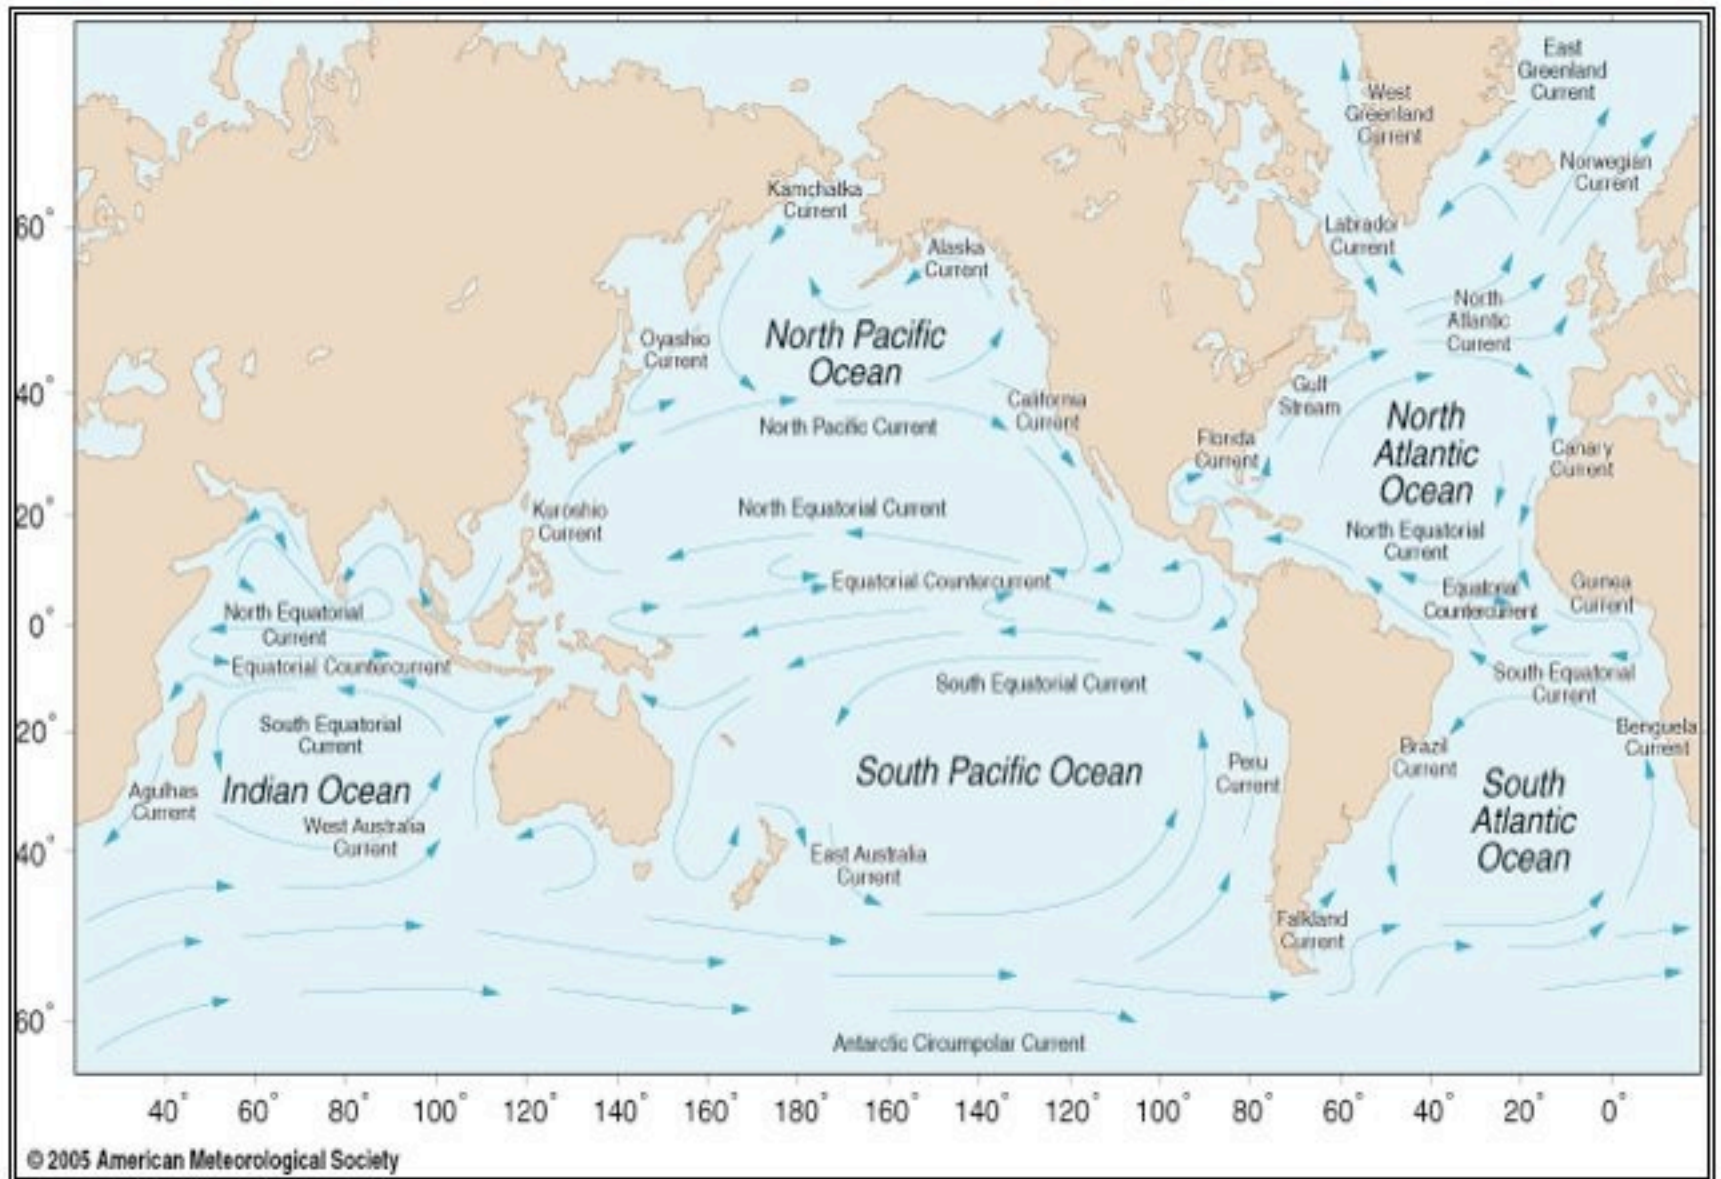 East
Greenland
Current
West
Greenland
Current
Norwegian
Current
Kamchatka
Current
Labrador
Current
Alaska
Current
60°
North
Atlantic
Current
North Pacific
Ocean
Oyashio
Current
Gulf
Stream
40°
California
Current
North Pacific Current
North
Atlantic
Ocean
Florida
Current
Canary
Current
20°
Kuroshio
Current
North Equatorial Current
North Equatorial
Current
Equatorial Countercurrent
Equatorial
Countercurrent
Guinea
Current
0°
North Equatorial
Current
Equatorial Countercurrent
South Equatorial Current
South Equatorial
Current
20°
South Equatorial
Current
Benguela
Current
Brazil
Current
Peru
Current
South Pacific Ocean
Indian Ocean
Agulhas
Current
South
Atlantic
Ocean
West Australia
Current
40°
East Australia
Current
Falkland
Current
60°
Antarctic Circumpolar Current
40° 60° 80° 100° 120° 140° 160° 180° 160° 140° 120° 100° 80° 60° 40° 20° 0°
© 2005 American Meteorological Society